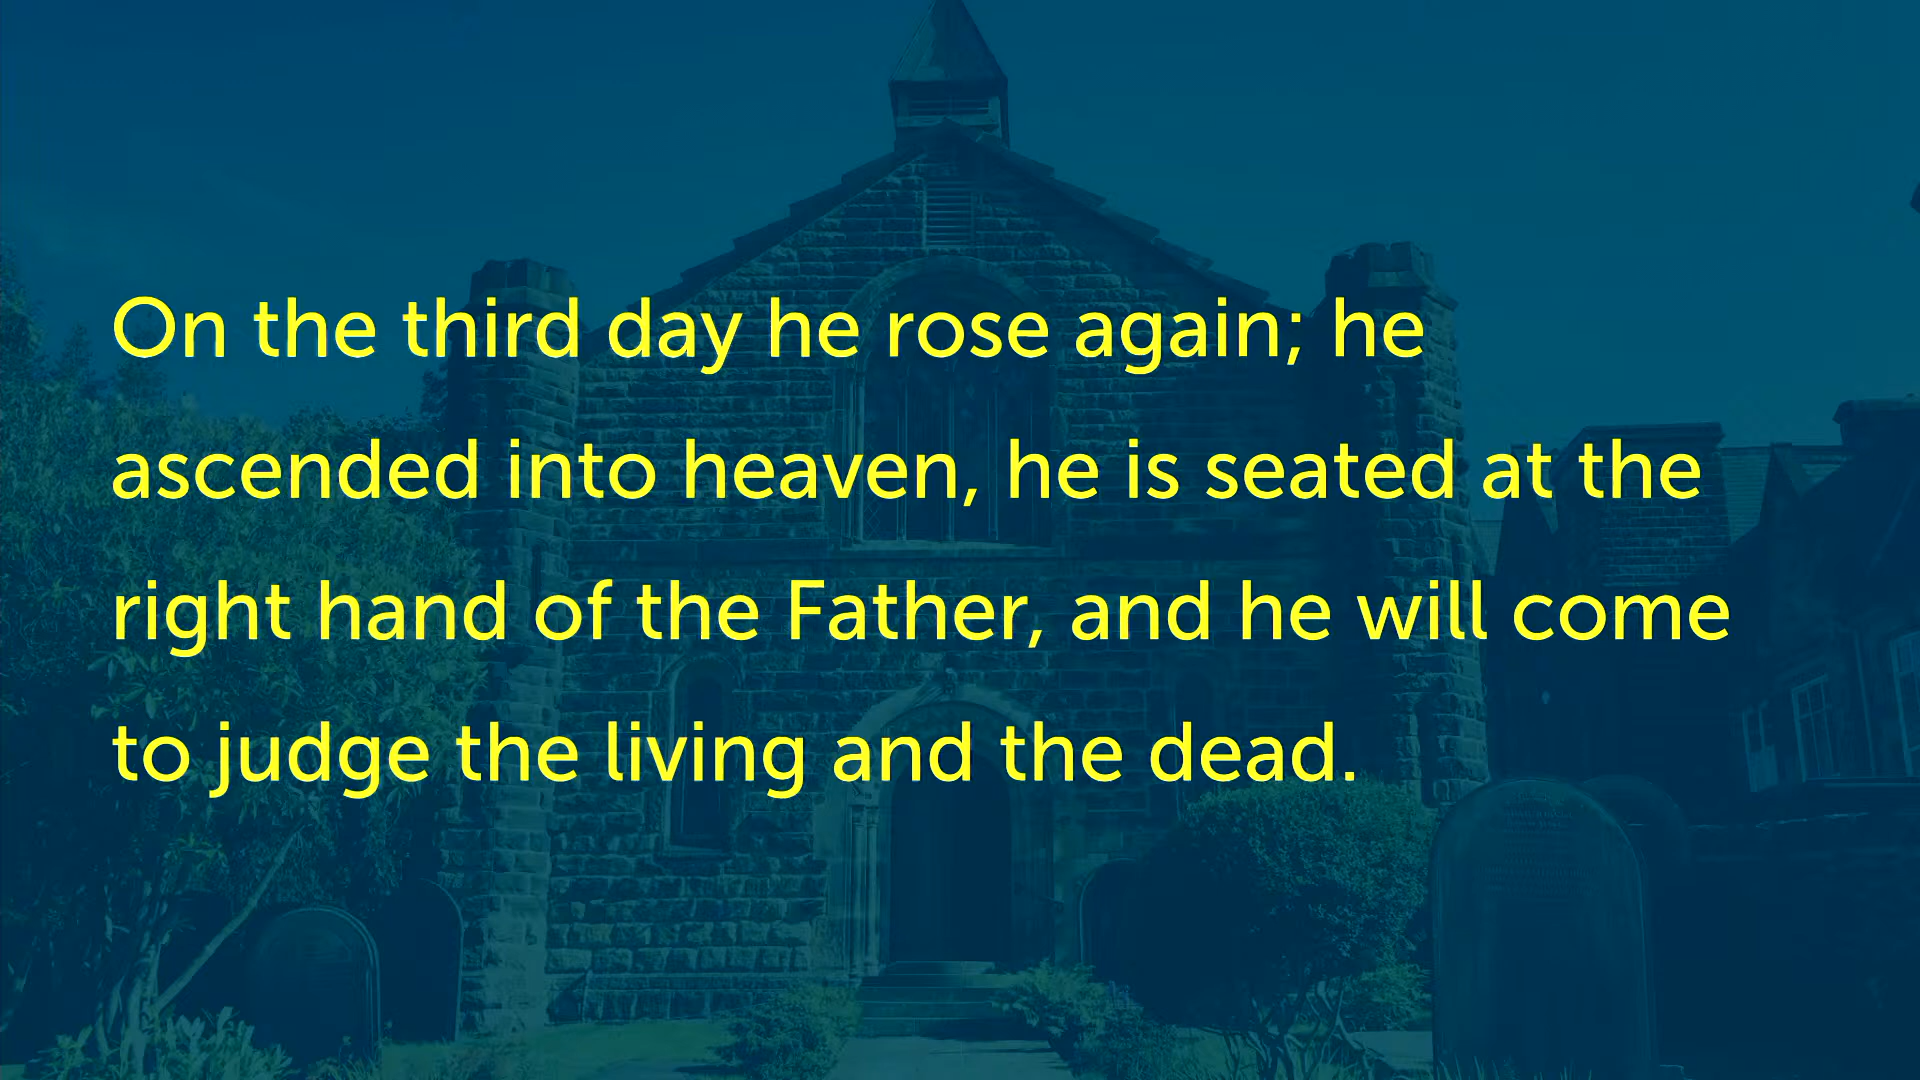 On the third day he rose again; he
ascended into heaven, he is seated at the
right hand of the Father, and he will come
to judge the living and the dead.